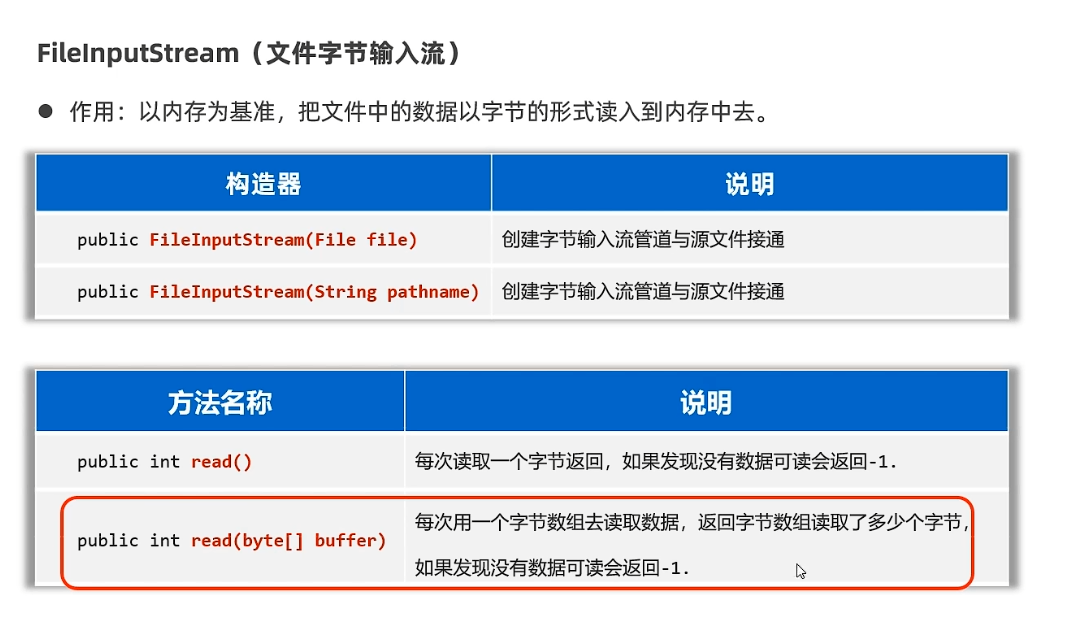 FileInputStream（文件字节输入流）
● 作用：以内存为基准，把文件中的数据以字节的形式读入到内存中去。
构造器 说明
public FileInputStream(File file) 创建字节输入流管道与源文件接通
public FileInputStream(String pathname) 创建字节输入流管道与源文件接通
方法名称 说明
public int read() 每次读取一个字节返回，如果发现没有数据可读会返回-1.
public int read(byte[] buffer) 每次用一个字节数组去读取数据，返回字节数组读取了多少个字节，
如果发现没有数据可读会返回-1.